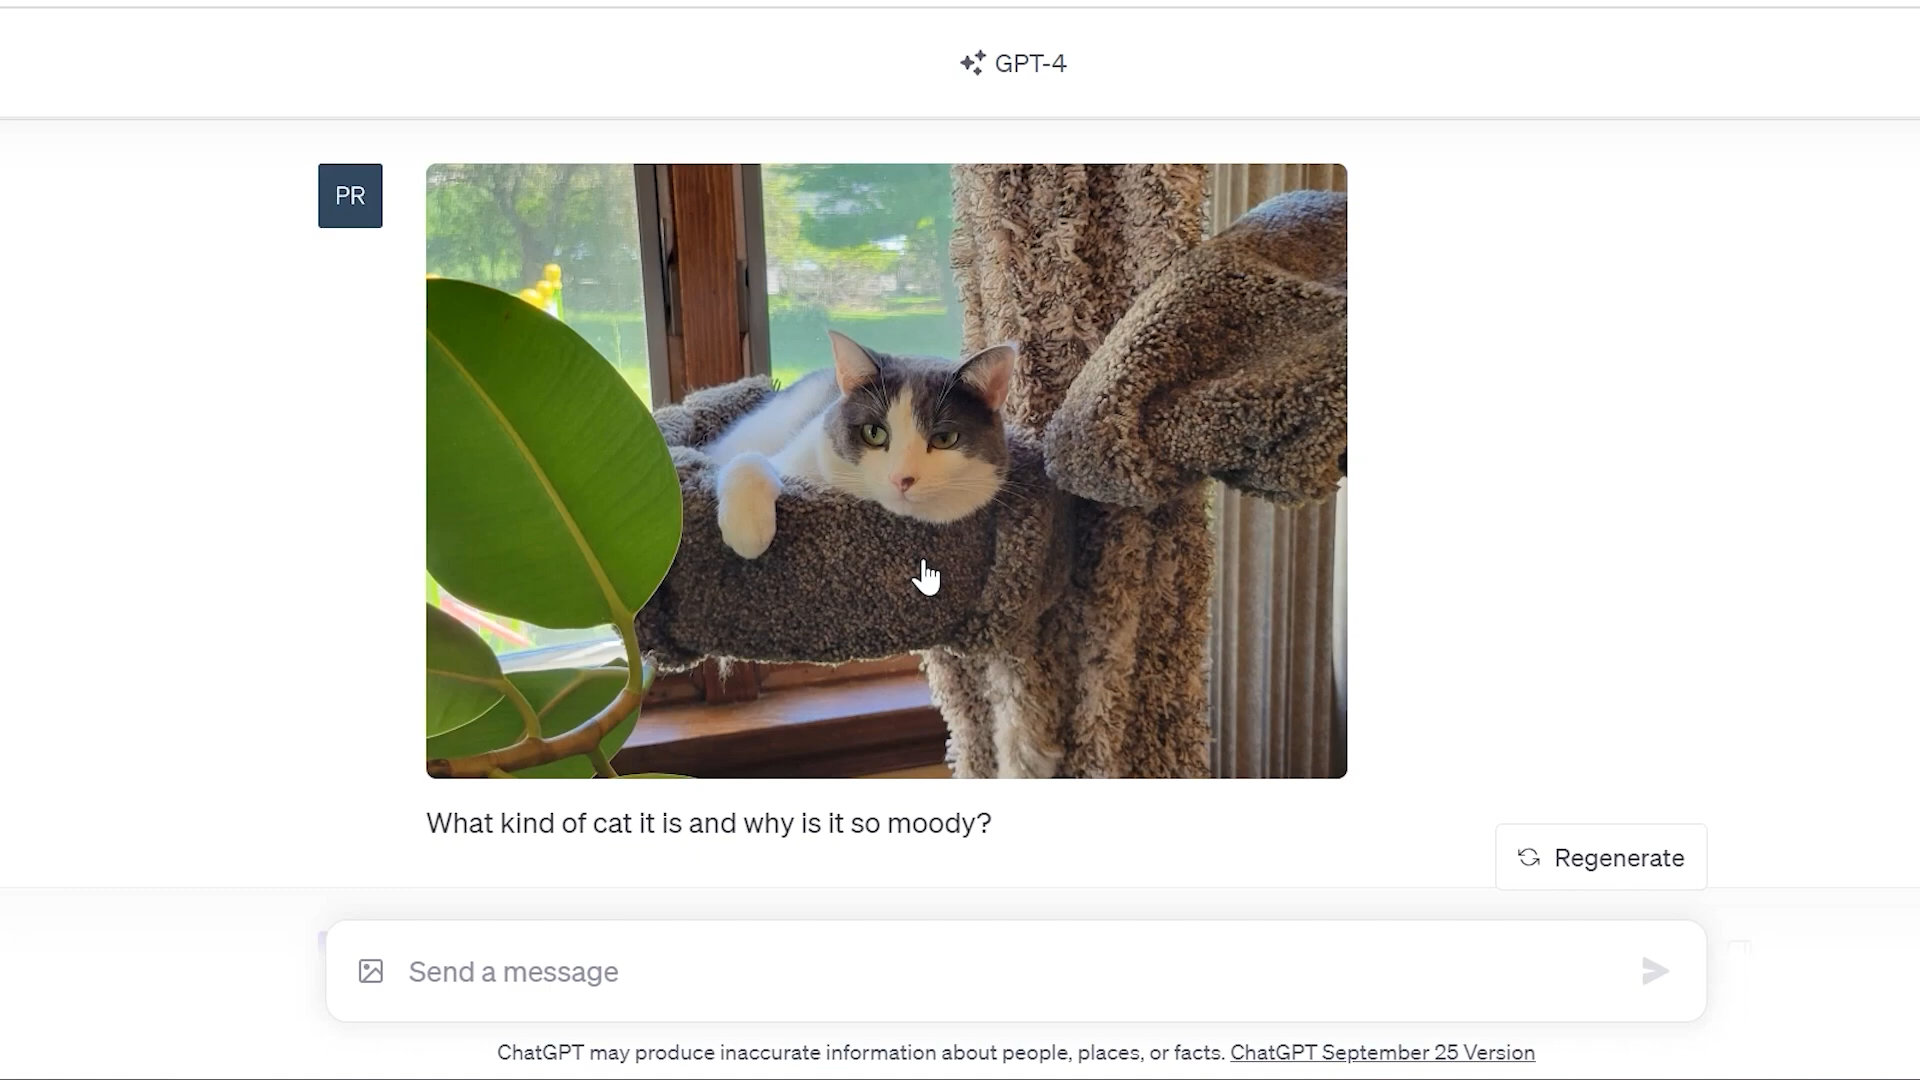 GPT-4
PR
What kind of cat it is and why is it so moody?
Regenerate
Send a message
ChatGPT may produce inaccurate information about people, places, or facts. ChatGPT September 25 Version